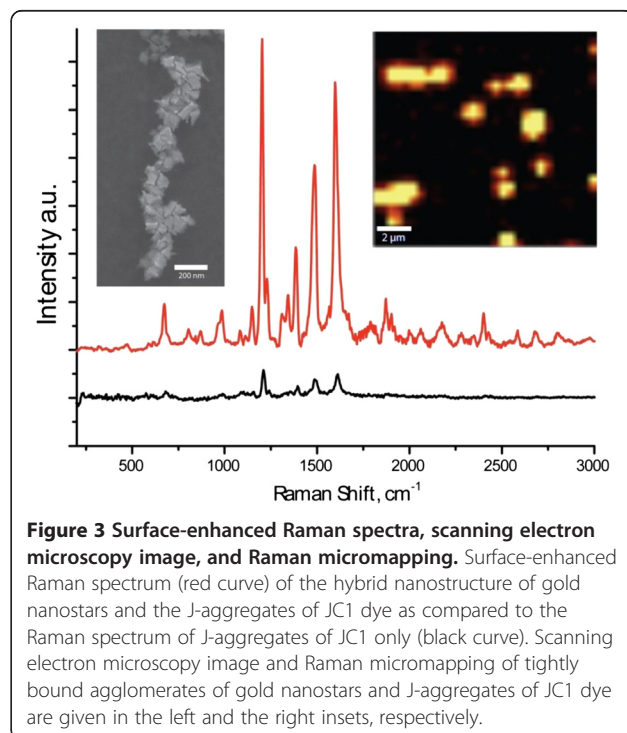 Intensity a.u.
200 nm
2 µm
500 1000 1500 2000 2500 3000
Raman Shift, cm-1
Figure 3 Surface-enhanced Raman spectra, scanning electron
microscopy image, and Raman micromapping. Surface-enhanced
Raman spectrum (red curve) of the hybrid nanostructure of gold
nanostars and the J-aggregates of JC1 dye as compared to the
Raman spectrum of J-aggregates of JC1 only (black curve). Scanning
electron microscopy image and Raman micromapping of tightly
bound agglomerates of gold nanostars and J-aggregates of JC1 dye
are given in the left and the right insets, respectively.